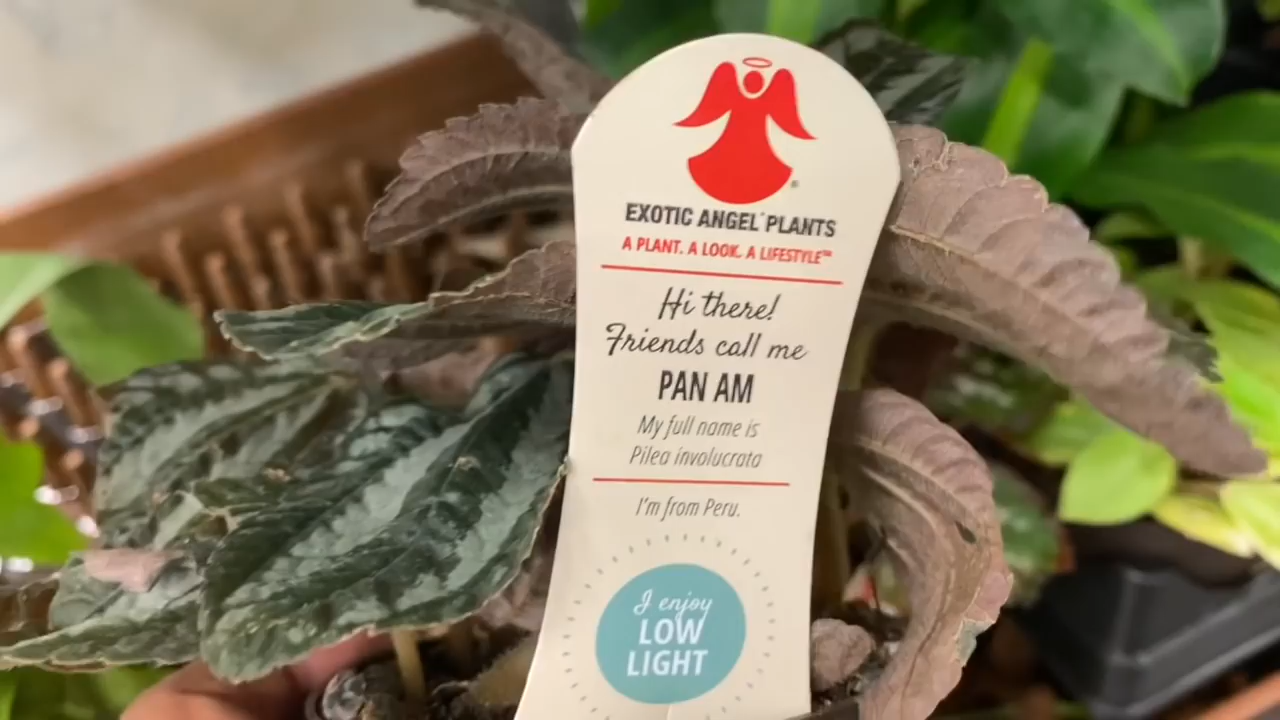 EXOTIC ANGEL® PLANTS
A PLANT. A LOOK. A LIFESTYLE™
Hi there!
Friends call me
PAN AM
My full name is
Pilea involucrata
I'm from Peru.
I enjoy
LOW
LIGHT